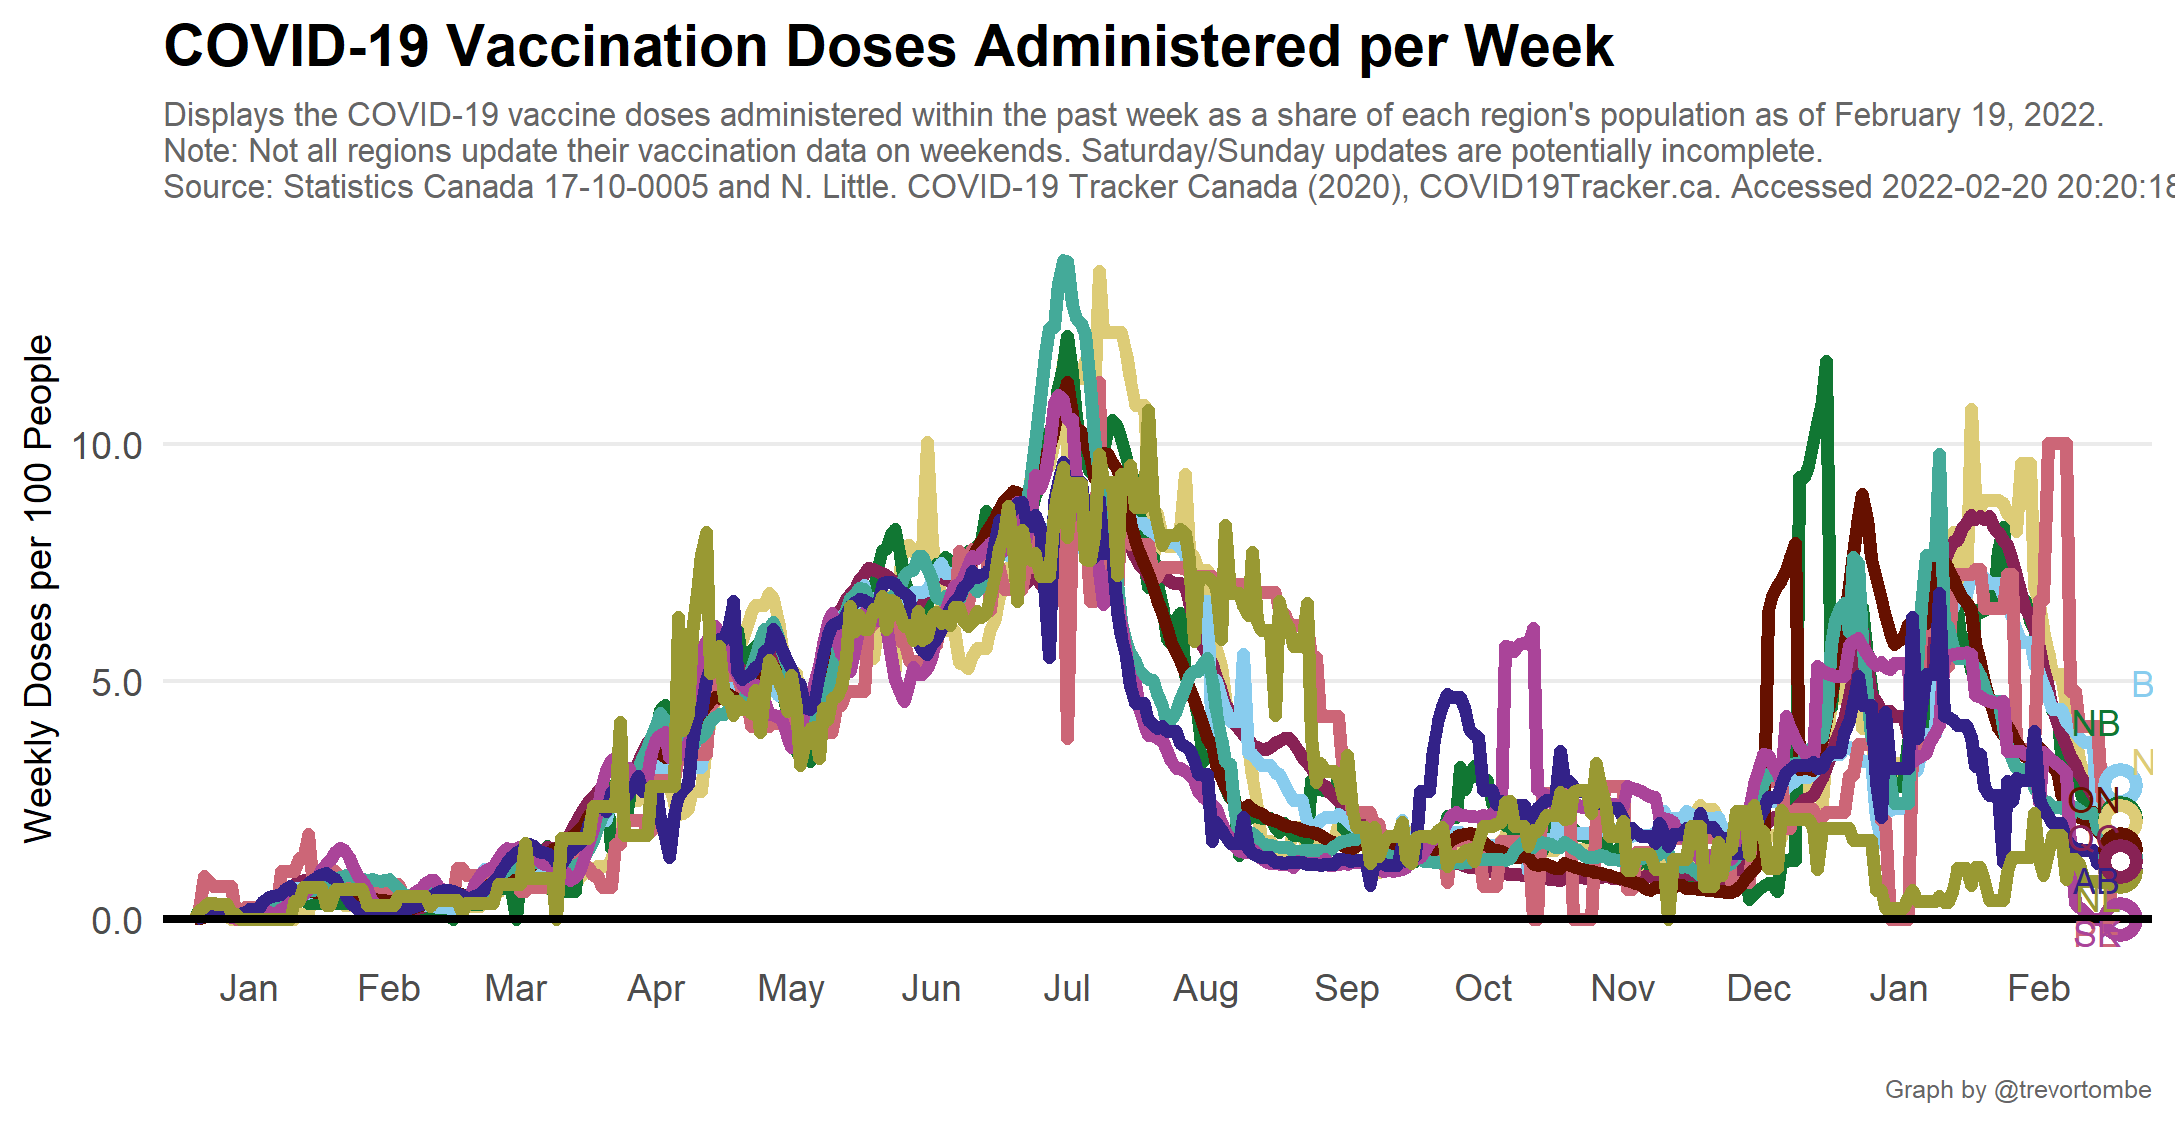 COVID-19 Vaccination Doses Administered per Week
Displays the COVID-19 vaccine doses administered within the past week as a share of each region's population as of February 19, 2022.
Note: Not all regions update their vaccination data on weekends. Saturday/Sunday updates are potentially incomplete.
Source: Statistics Canada 17-10-0005 and N. Little. COVID-19 Tracker Canada (2020), COVID19Tracker.ca. Accessed 2022-02-20 20:20:18
Weekly Doses per 100 People
10.0
5.0
0.0
B
NB
N
ON
QC
AB
NL
Jan Feb Mar Apr May Jun Jul Aug Sep Oct Nov Dec Jan Feb
Graph by @trevortombe